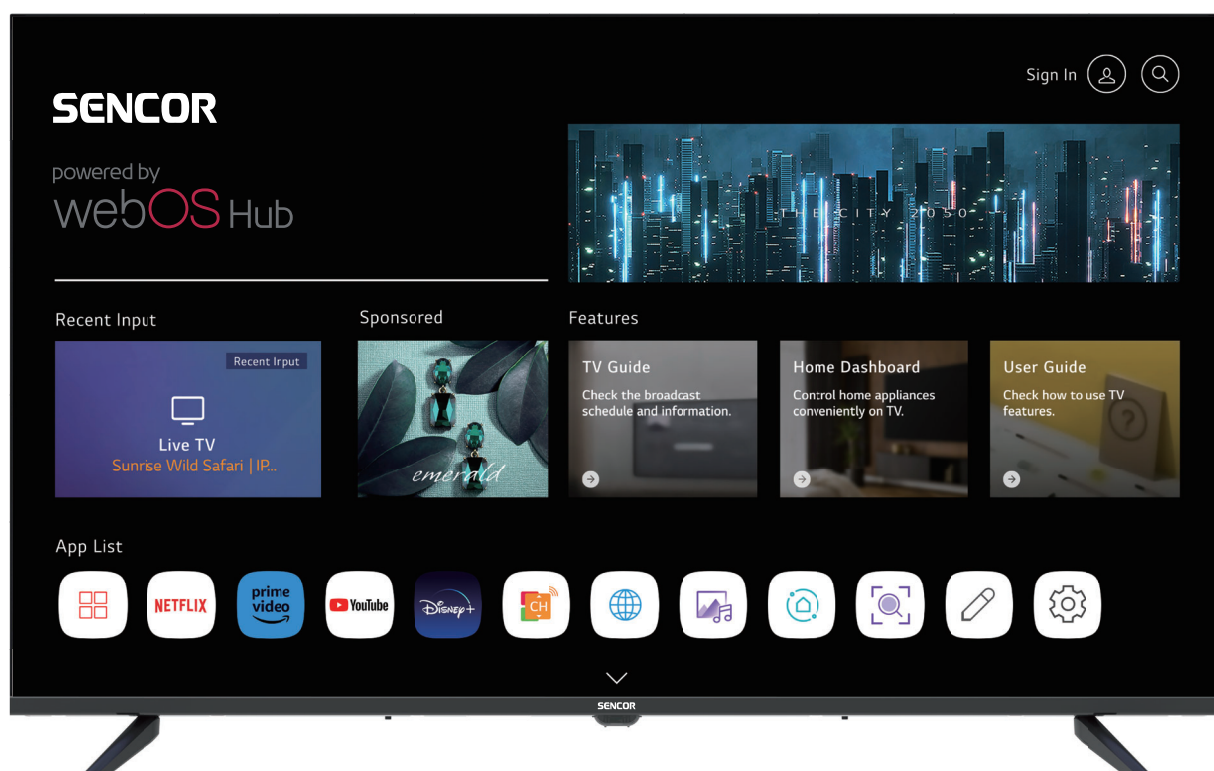 Sign In
SENCOR
powered by
webOS Hub
THE CITY 2050
Recent Input
Sponsored
Features
Recent Input
Live TV
Sunrise Wild Safari | IP...
emerald
TV Guide
Check the broadcast
schedule and information.
Home Dashboard
Control home appliances
conveniently on TV.
User Guide
Check how to use TV
features.
?
App List
NETFLIX
prime
video
YouTube
Disney+
CH
SENCOR